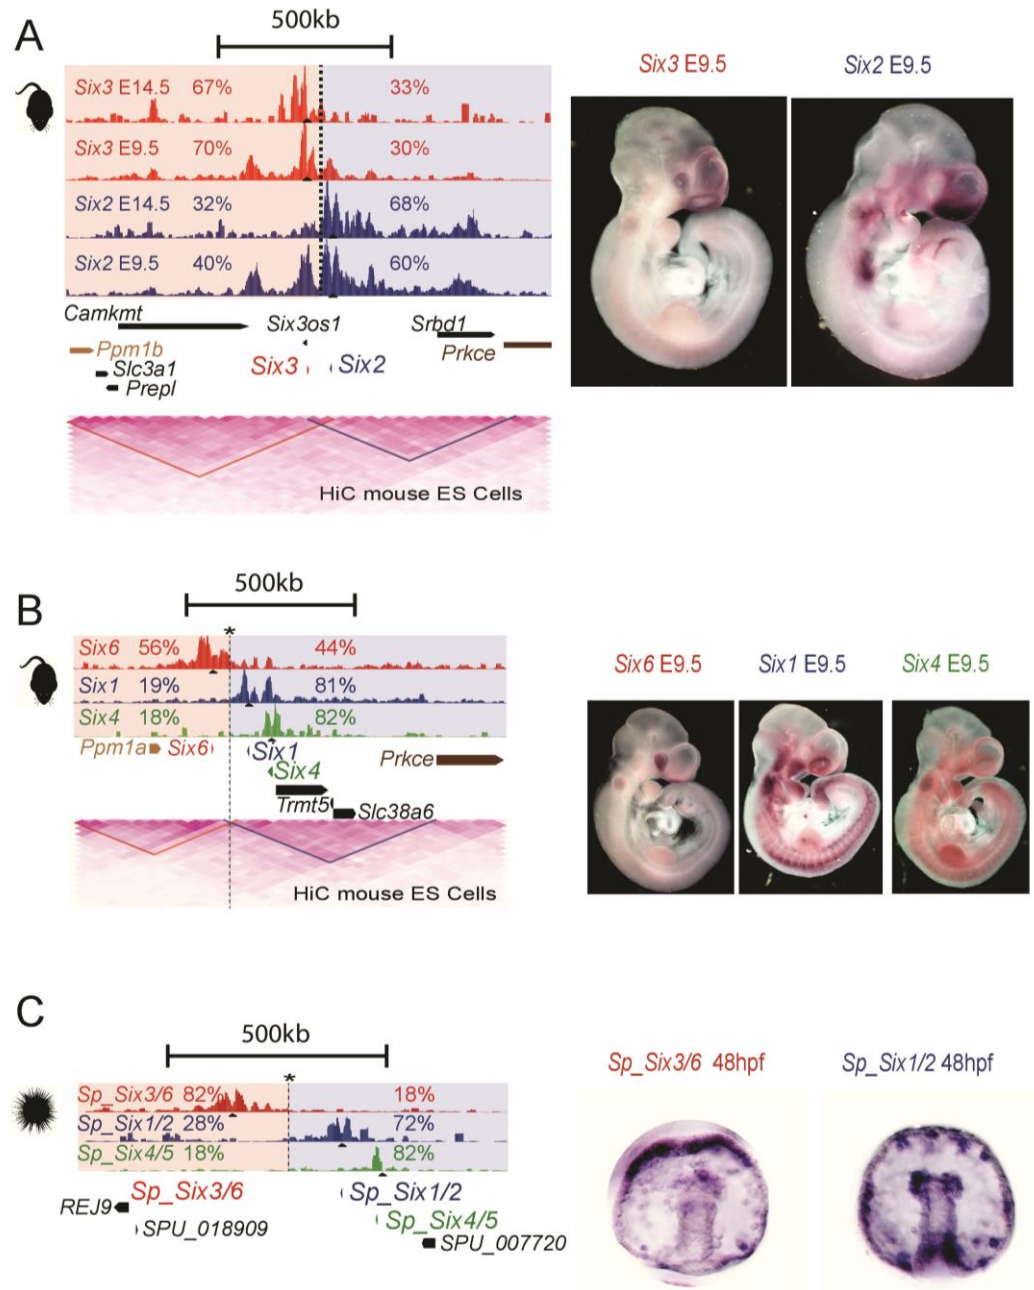 A
500kb
Six3 E9.5
Six2 E9.5
Six3 E14.5 67% 33%
Six3 E9.5 70% 30%
Six2 E14.5 32% 68%
Six2 E9.5 40% 60%
Camkmt
Six3os1
Srbd1
Ppm1b
Prkce
Slc3a1
Six3
Six2
Prepl
HiC mouse ES Cells
B
500kb
*
Six6 56% 44%
Six1 19% 81%
Six4 18% 82%
Six6 E9.5
Six1 E9.5
Six4 E9.5
Ppm1a
Six6
Six1
Prkce
Six4
Trmt5
Slc38a6
HiC mouse ES Cells
C
500kb
*
Sp_Six3/6 48hpf
Sp_Six1/2 48hpf
Sp_Six3/6 82% 18%
Sp_Six1/2 28% 72%
Sp_Six4/5 18% 82%
Sp_Six3/6
Sp_Six1/2
REJ9
SPU_018909
Sp_Six4/5
SPU_007720